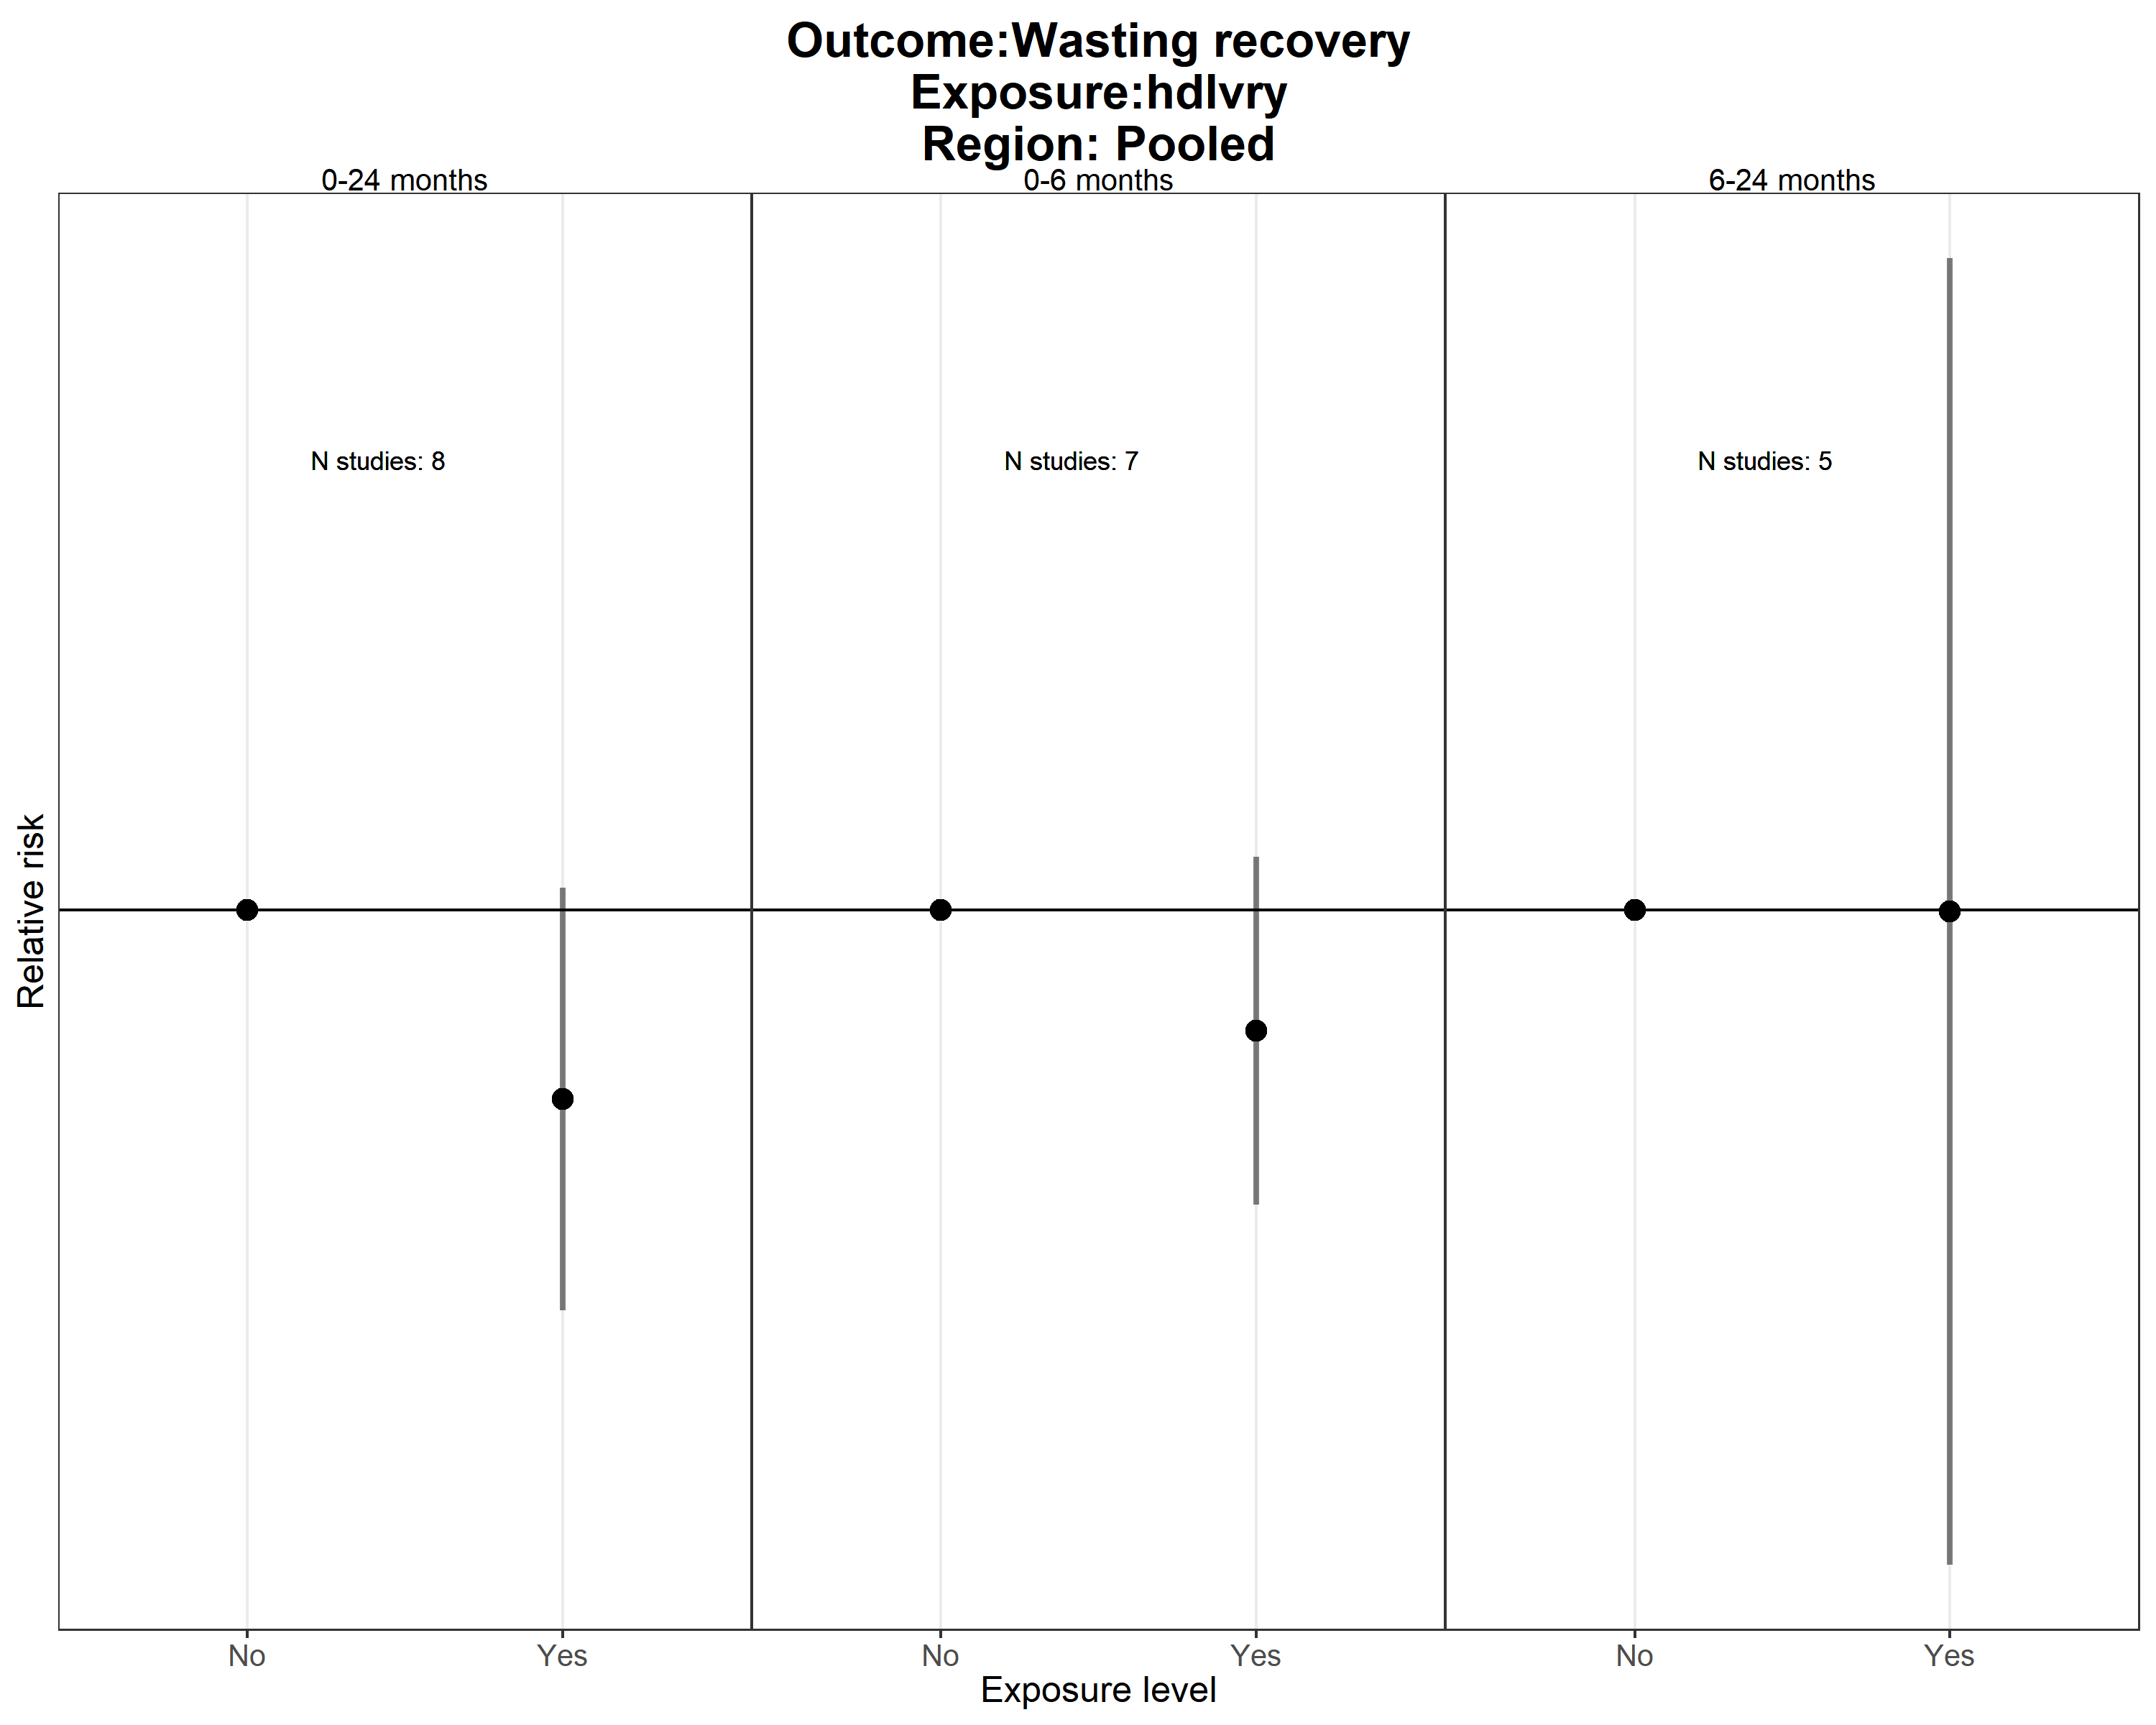 Outcome:Wasting recovery
Exposure:hdlvry
Region: Pooled
0-24 months
0-6 months
6-24 months
N studies: 8
N studies: 7
N studies: 5
Relative risk
No
Yes
No
Yes
No
Yes
Exposure level